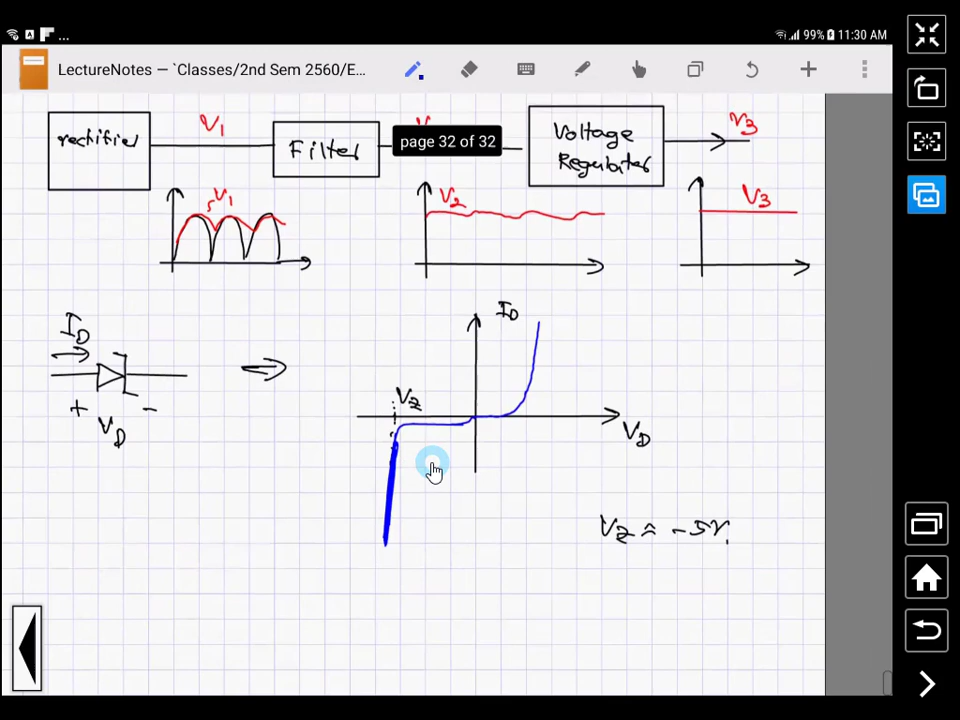 ... 99% 11:30 AM
LectureNotes — `Classes/2nd Sem 2560/E...
rectifier V1 Filter V page 32 of 32 Voltage Regulator V3
V1 V2 V3
ID
+ VD -
ID
VZ
VD
VZ ≈ -5V.